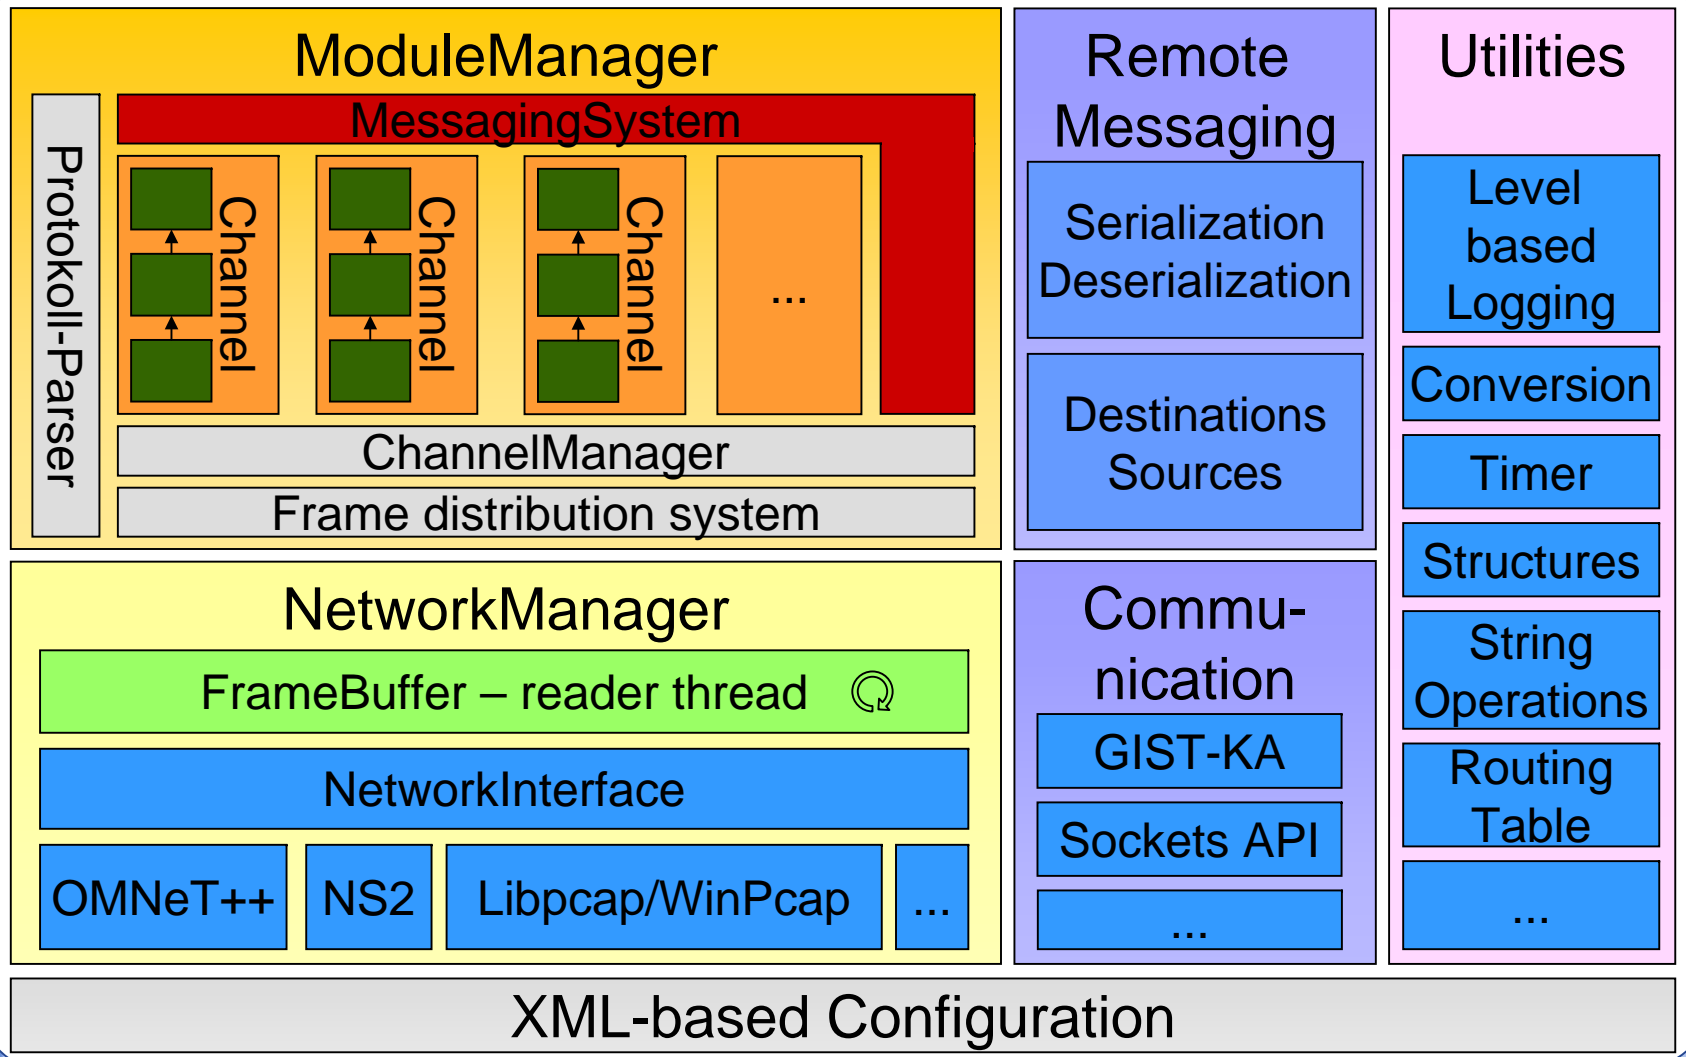 ModuleManager
Protokoll-Parser
MessagingSystem
Channel
Channel
Channel
...
ChannelManager
Frame distribution system
NetworkManager
FrameBuffer – reader thread
NetworkInterface
OMNeT++
NS2
Libpcap/WinPcap
...
Remote
Messaging
Serialization
Deserialization
Destinations
Sources
Commu-
nication
GIST-KA
Sockets API
...
Utilities
Level
based
Logging
Conversion
Timer
Structures
String
Operations
Routing
Table
...
XML-based Configuration